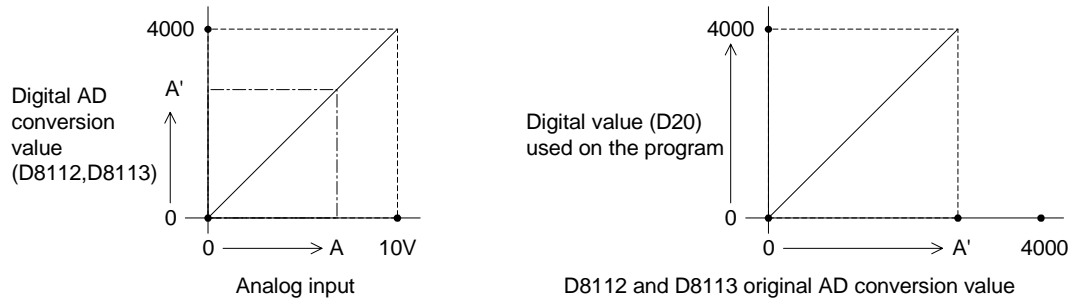 4000
Digital AD
conversion
value
(D8112,D8113)
A'
0
0
A
10V
Analog input
4000
Digital value (D20)
used on the program
0
0
A'
4000
D8112 and D8113 original AD conversion value